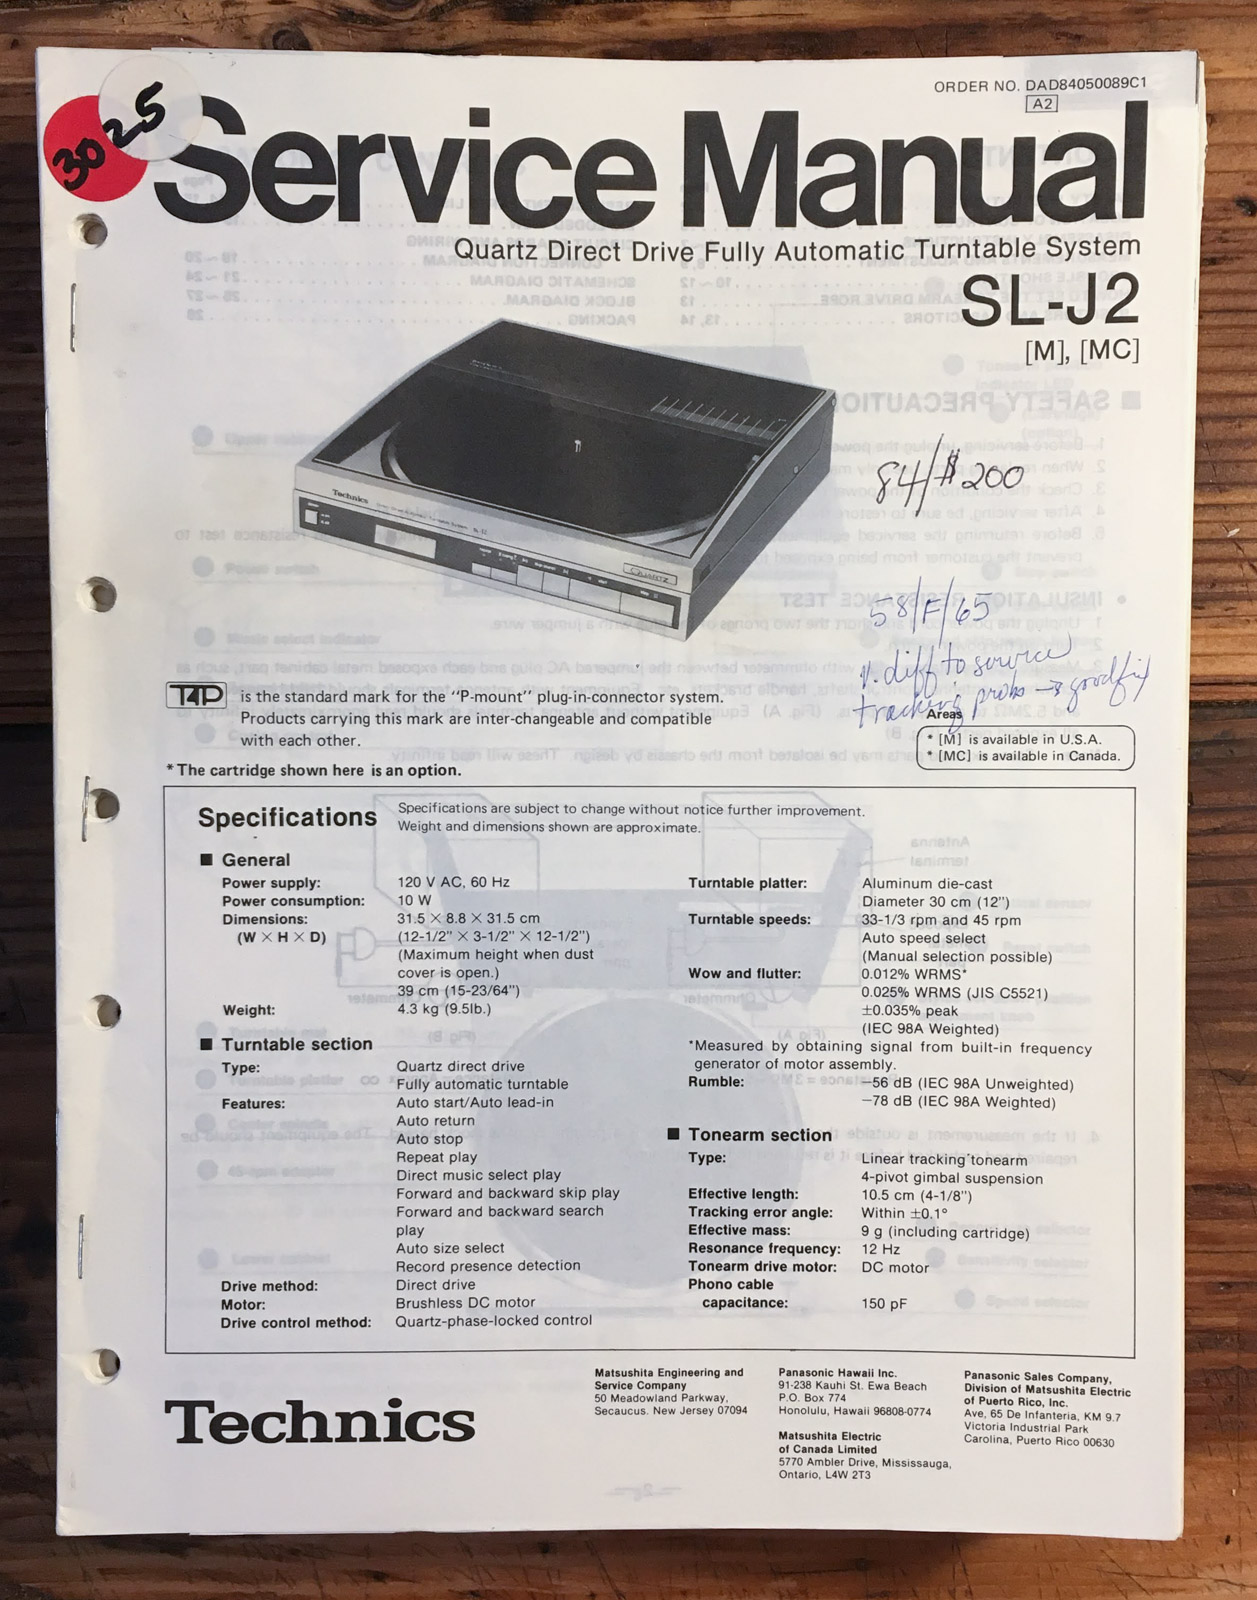 ORDER NO. DAD84050089C1
A2
30
25
Service Manual
Quartz Direct Drive Fully Automatic Turntable System
SL-J2
[M], [MC]
Technics
QUARTZ
84/$200
58/F/65
v. diff to service
tracking probs → goodfix
T4P is the standard mark for the "P-mount" plug-in-connector system.
Products carrying this mark are inter-changeable and compatible
with each other.
* The cartridge shown here is an option.
Areas
* [M] is available in U.S.A.
* [MC] is available in Canada.
Specifications
Specifications are subject to change without notice further improvement.
Weight and dimensions shown are approximate.
■ General
Power supply: 120 V AC, 60 Hz
Power consumption: 10 W
Dimensions: 31.5 × 8.8 × 31.5 cm
(W × H × D) (12-1/2" × 3-1/2" × 12-1/2")
(Maximum height when dust
cover is open.)
39 cm (15-23/64")
Weight: 4.3 kg (9.5lb.)
■ Turntable section
Type: Quartz direct drive
Fully automatic turntable
Features: Auto start/Auto lead-in
Auto return
Auto stop
Repeat play
Direct music select play
Forward and backward skip play
Forward and backward search
play
Auto size select
Record presence detection
Drive method: Direct drive
Motor: Brushless DC motor
Drive control method: Quartz-phase-locked control
Turntable platter: Aluminum die-cast
Diameter 30 cm (12")
Turntable speeds: 33-1/3 rpm and 45 rpm
Auto speed select
(Manual selection possible)
Wow and flutter: 0.012% WRMS*
0.025% WRMS (JIS C5521)
±0.035% peak
(IEC 98A Weighted)
*Measured by obtaining signal from built-in frequency
generator of motor assembly.
Rumble: −56 dB (IEC 98A Unweighted)
−78 dB (IEC 98A Weighted)
■ Tonearm section
Type: Linear tracking tonearm
4-pivot gimbal suspension
Effective length: 10.5 cm (4-1/8")
Tracking error angle: Within ±0.1°
Effective mass: 9 g (including cartridge)
Resonance frequency: 12 Hz
Tonearm drive motor: DC motor
Phono cable
capacitance: 150 pF
Technics
Matsushita Engineering and
Service Company
50 Meadowland Parkway,
Secaucus. New Jersey 07094
Panasonic Hawaii Inc.
91-238 Kauhi St. Ewa Beach
P.O. Box 774
Honolulu, Hawaii 96808-0774
Matsushita Electric
of Canada Limited
5770 Ambler Drive, Mississauga,
Ontario, L4W 2T3
Panasonic Sales Company,
Division of Matsushita Electric
of Puerto Rico, Inc.
Ave, 65 De Infanteria, KM 9.7
Victoria Industrial Park
Carolina, Puerto Rico 00630